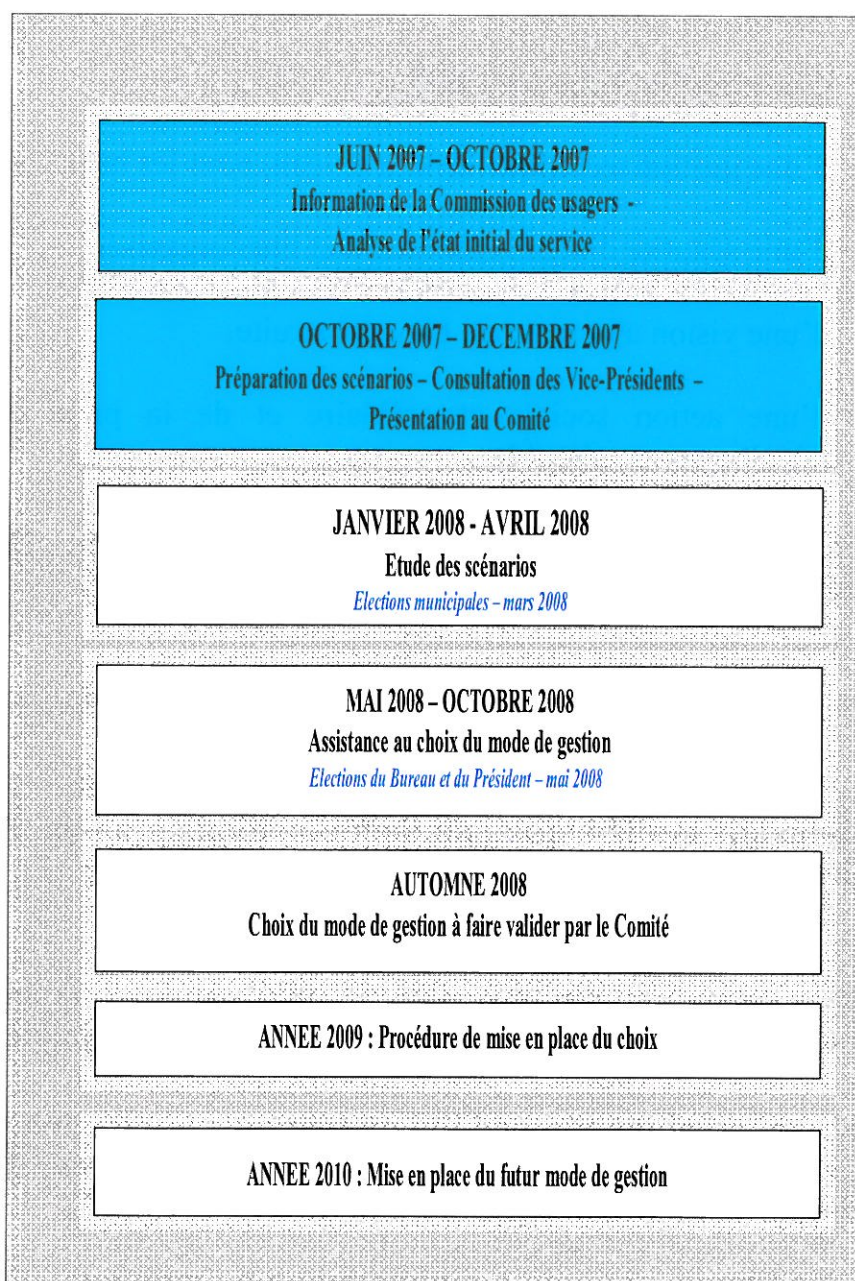 JUIN 2007 – OCTOBRE 2007
Information de la Commission des usagers -
Analyse de l'état initial du service
OCTOBRE 2007 – DECEMBRE 2007
Préparation des scénarios – Consultation des Vice-Présidents –
Présentation au Comité
JANVIER 2008 - AVRIL 2008
Etude des scénarios
Elections municipales – mars 2008
MAI 2008 – OCTOBRE 2008
Assistance au choix du mode de gestion
Elections du Bureau et du Président – mai 2008
AUTOMNE 2008
Choix du mode de gestion à faire valider par le Comité
ANNEE 2009 : Procédure de mise en place du choix
ANNEE 2010 : Mise en place du futur mode de gestion